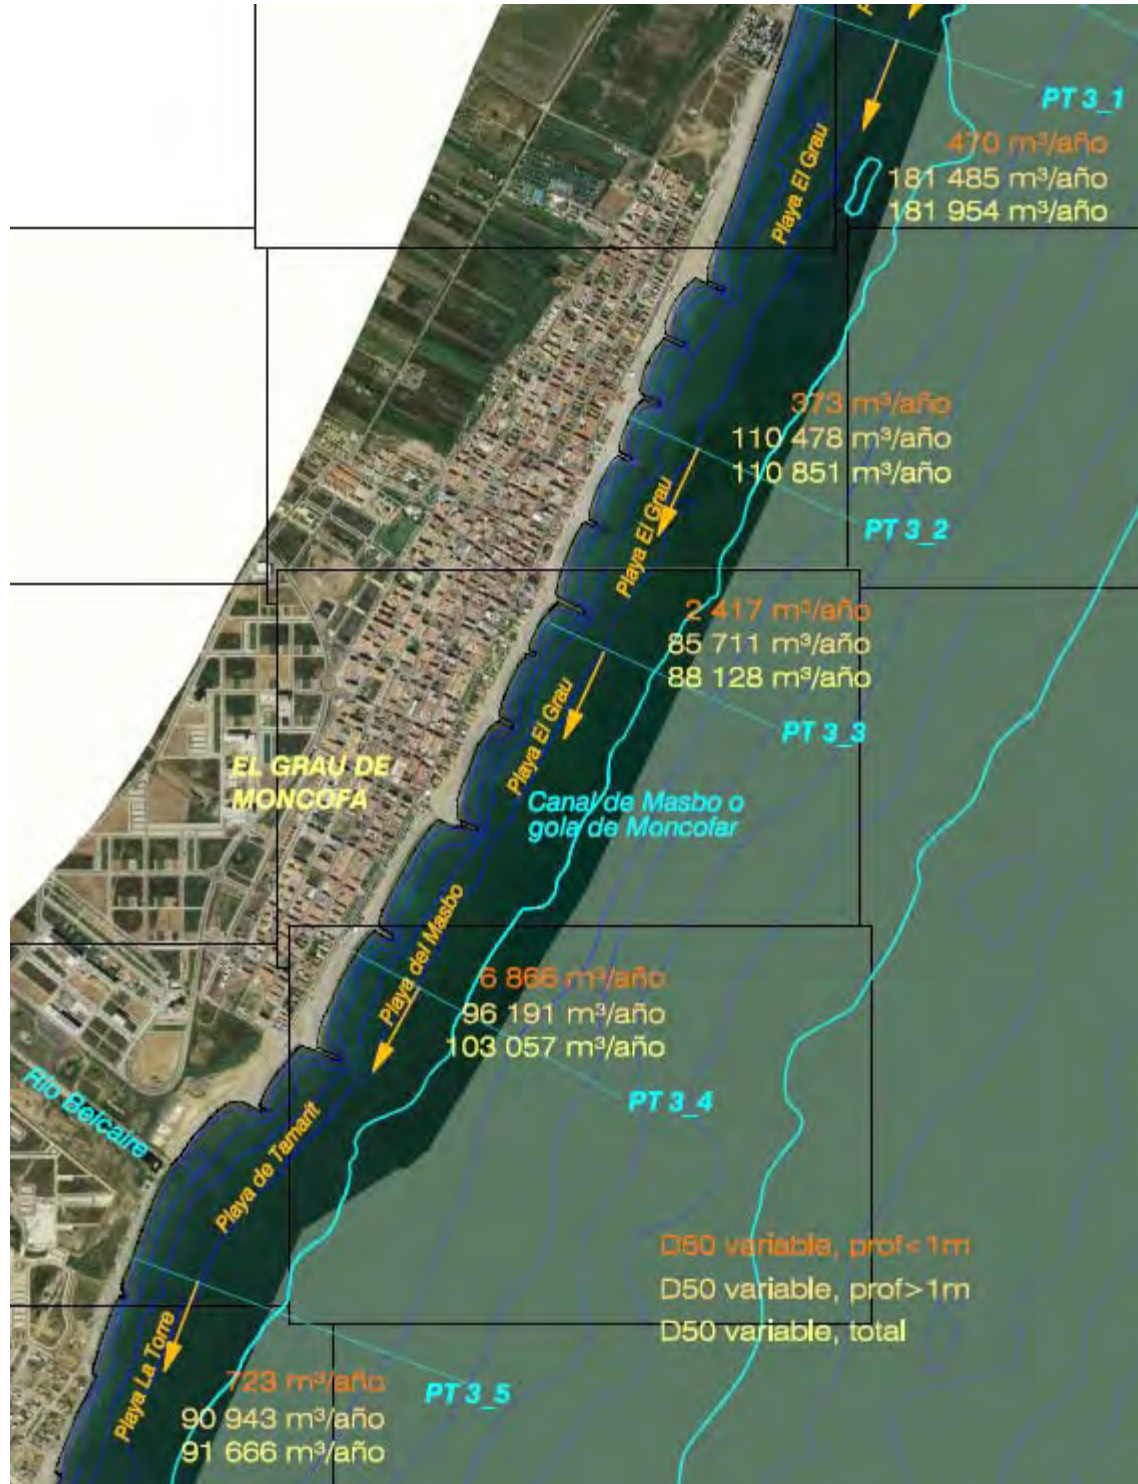 PT 3_1
470 m³/año
181 485 m³/año
181 954 m³/año
Playa El Grau
373 m³/año
110 478 m³/año
110 851 m³/año
PT 3_2
Playa El Grau
2 417 m³/año
85 711 m³/año
88 128 m³/año
PT 3_3
Playa El Grau
EL GRAU DE
MONCOFA
Canal de Masbo o
gola de Moncofar
Playa del Masbo
6 866 m³/año
96 191 m³/año
103 057 m³/año
PT 3_4
Río Belcaire
Playa de Tamarit
D50 variable, prof<1m
D50 variable, prof>1m
D50 variable, total
Playa La Torre
723 m³/año
90 943 m³/año
91 666 m³/año
PT 3_5